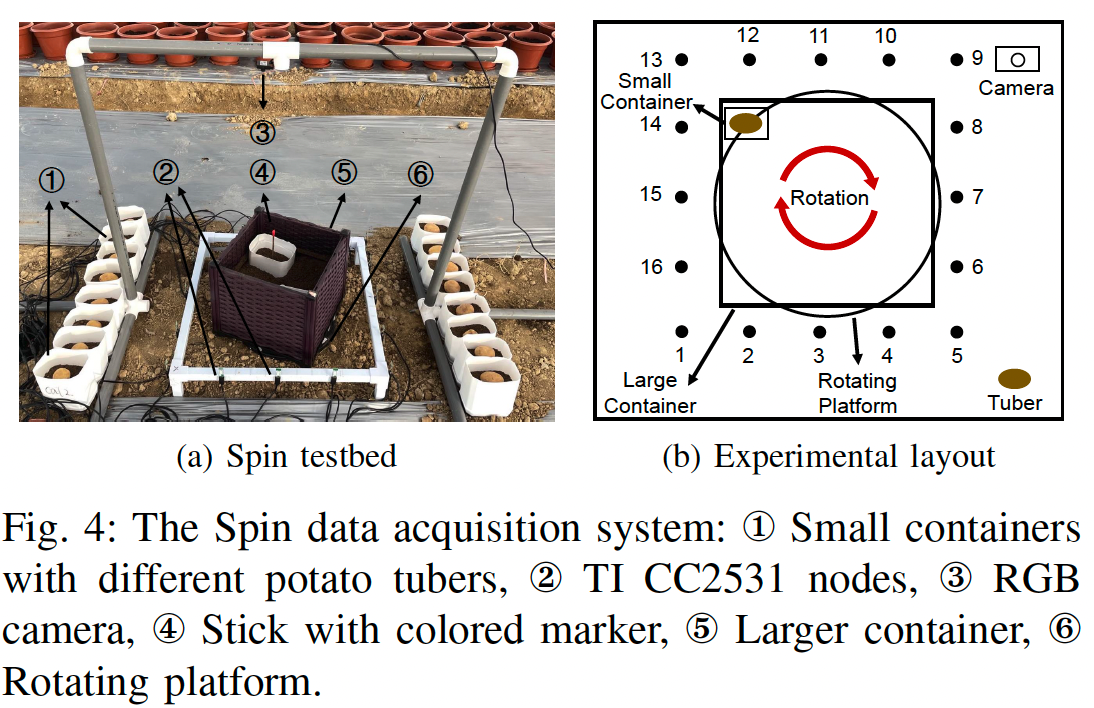 ①
②
③
④
⑤
⑥
(a) Spin testbed
13
12
11
10
9
Camera
Small
Container
14
8
15
Rotation
7
16
6
1
2
3
4
5
Large
Container
Rotating
Platform
Tuber
(b) Experimental layout
Fig. 4: The Spin data acquisition system: ① Small containers
with different potato tubers, ② TI CC2531 nodes, ③ RGB
camera, ④ Stick with colored marker, ⑤ Larger container, ⑥
Rotating platform.